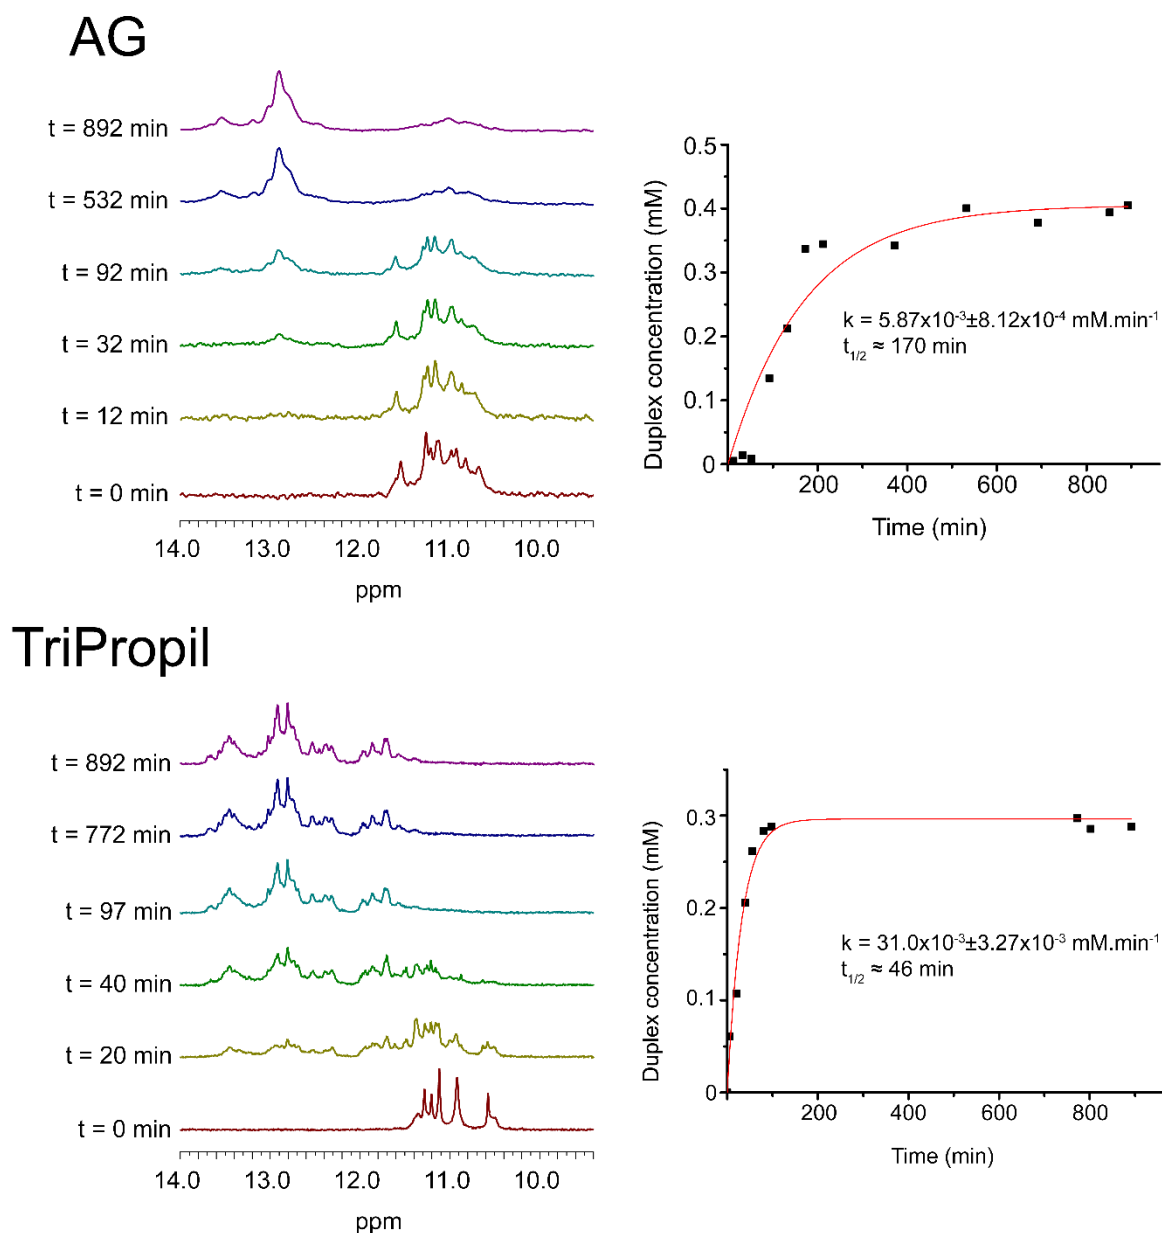 AG
t = 892 min
t = 532 min
t = 92 min
t = 32 min
t = 12 min
t = 0 min
14.0 13.0 12.0 11.0 10.0
ppm
0.5
0.4
0.3
0.2
0.1
0
Duplex concentration (mM)
k = 5.87x10⁻³±8.12x10⁻⁴ mM.min⁻¹
t₁/₂ ≈ 170 min
200 400 600 800
Time (min)
TriPropil
t = 892 min
t = 772 min
t = 97 min
t = 40 min
t = 20 min
t = 0 min
14.0 13.0 12.0 11.0 10.0
ppm
0.3
0.2
0.1
0
Duplex concentration (mM)
k = 31.0x10⁻³±3.27x10⁻³ mM.min⁻¹
t₁/₂ ≈ 46 min
200 400 600 800
Time (min)